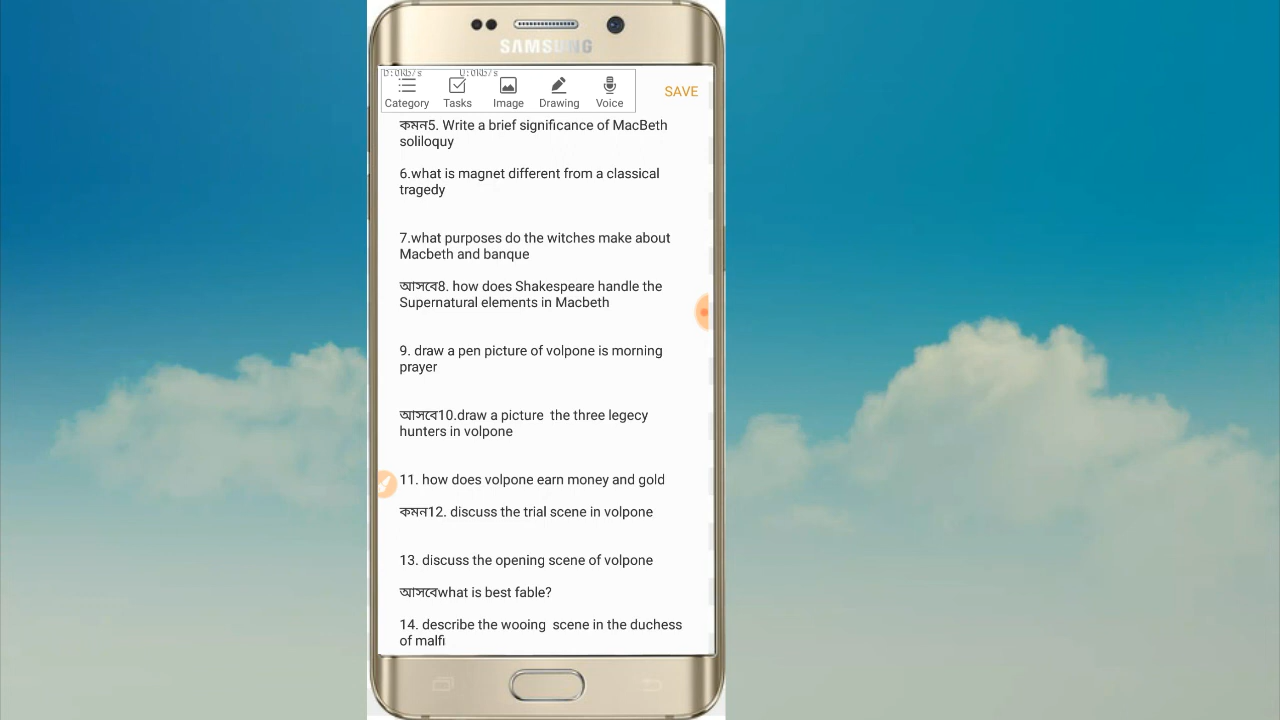 SAMSUNG
D:0Kb/s U:0Kb/s
Category Tasks Image Drawing Voice
SAVE
কমন5. Write a brief significance of MacBeth
soliloquy
6.what is magnet different from a classical
tragedy
7.what purposes do the witches make about
Macbeth and banque
আসবে8. how does Shakespeare handle the
Supernatural elements in Macbeth
9. draw a pen picture of volpone is morning
prayer
আসবে10.draw a picture the three legecy
hunters in volpone
11. how does volpone earn money and gold
কমন12. discuss the trial scene in volpone
13. discuss the opening scene of volpone
আসবেwhat is best fable?
14. describe the wooing scene in the duchess
of malfi